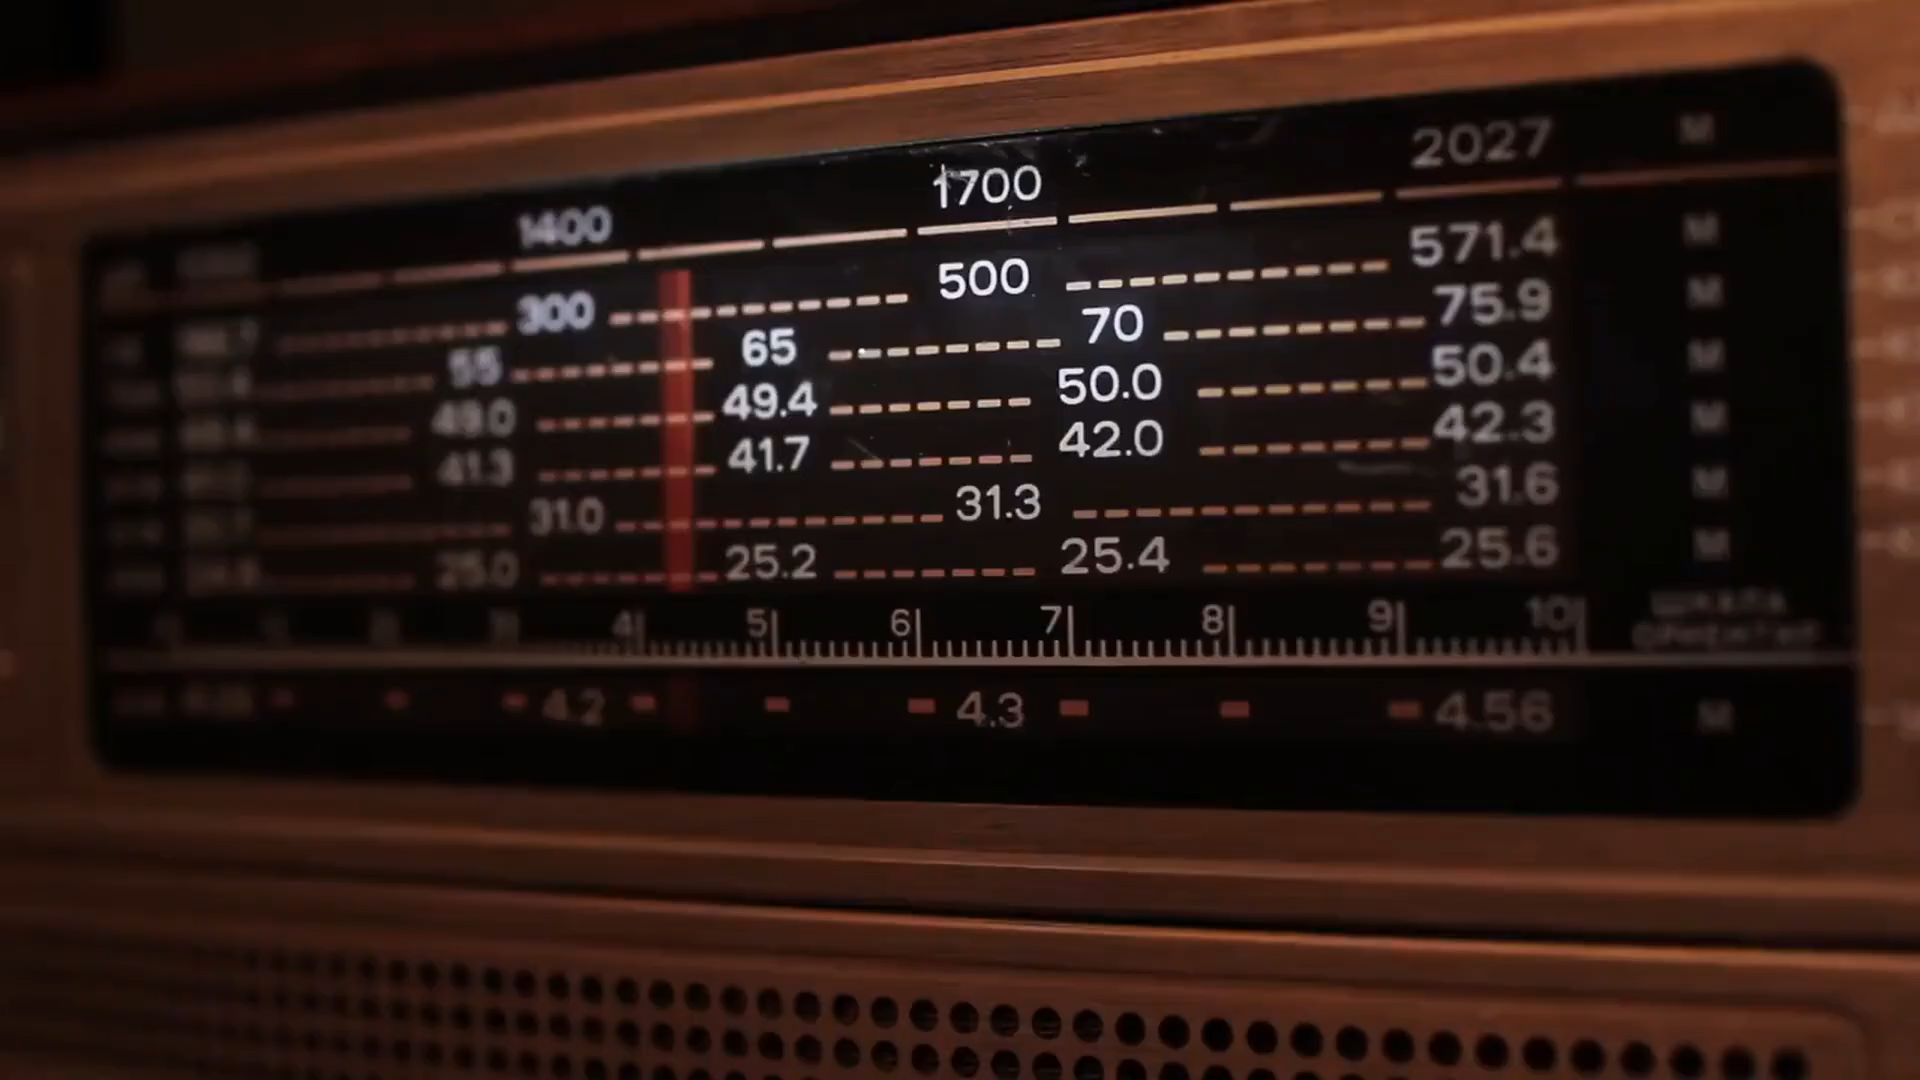 1400 1700 2027 М
300 500 571.4 М
55 65 70 75.9 М
49.0 49.4 50.0 50.4 М
41.3 41.7 42.0 42.3 М
31.0 31.3 31.6 М
25.0 25.2 25.4 25.6 М
4 5 6 7 8 9 10 ШКАЛА
4.2 4.3 4.56 М